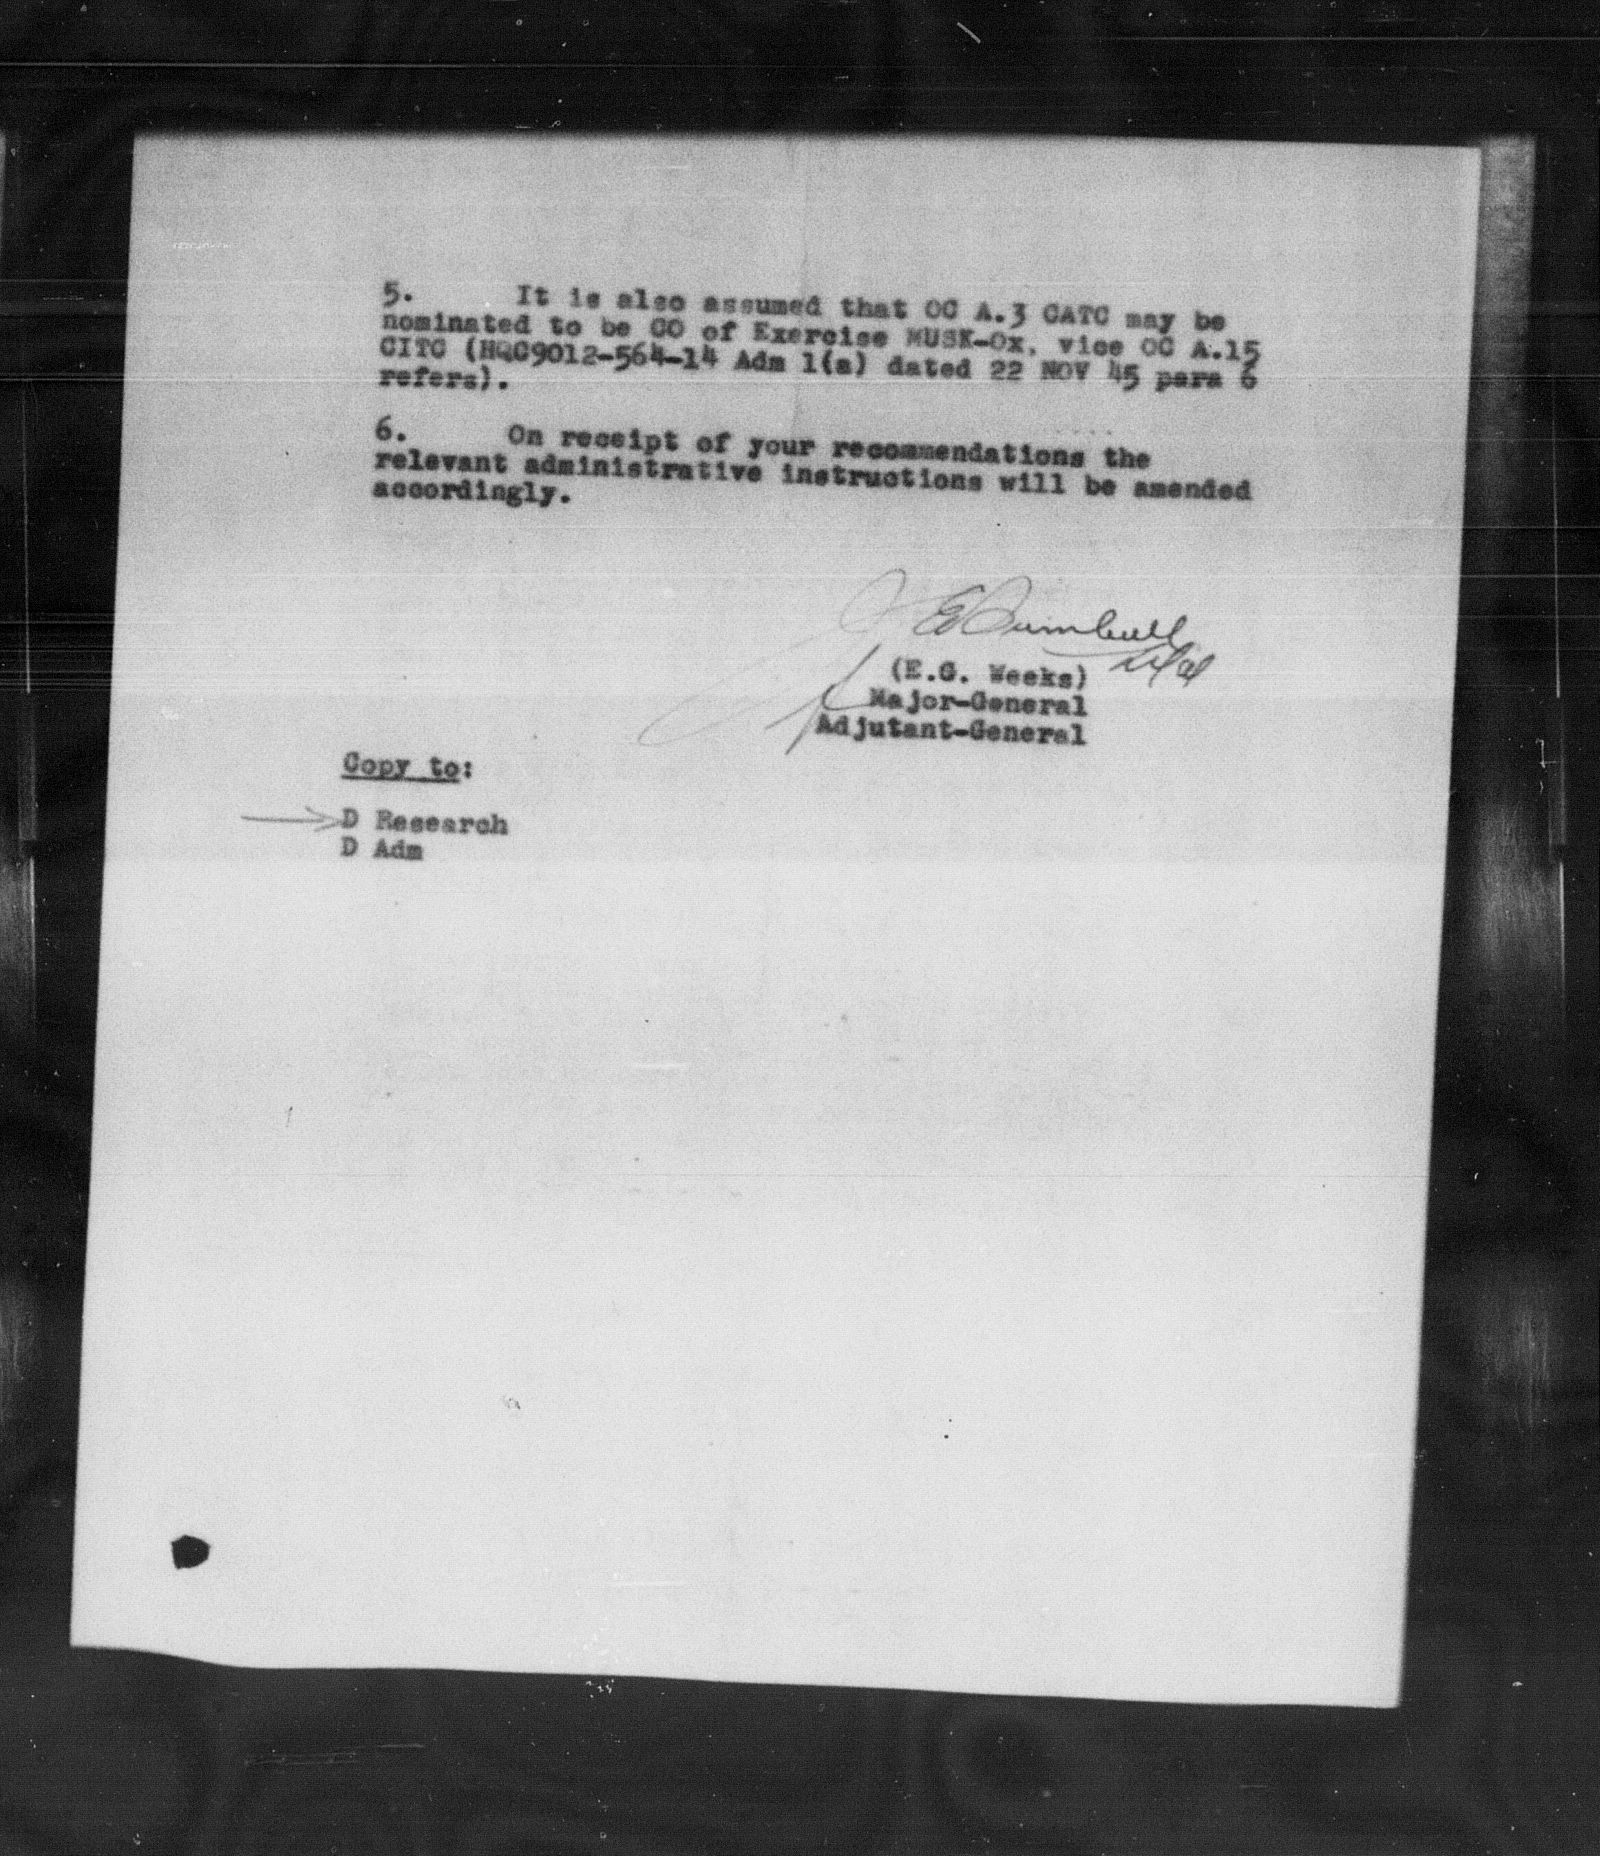 5. It is also assumed that OC A.3 CATC may be
nominated to be CO of Exercise MUSK-Ox, vice OC A.15
CITC (HQC9012-564-14 Adm 1(a) dated 22 NOV 45 para 6
refers).
6. On receipt of your recommendations the
relevant administrative instructions will be amended
accordingly.
(E.G. Weeks)
Major-General
Adjutant-General
Copy to:
D Research
D Adm